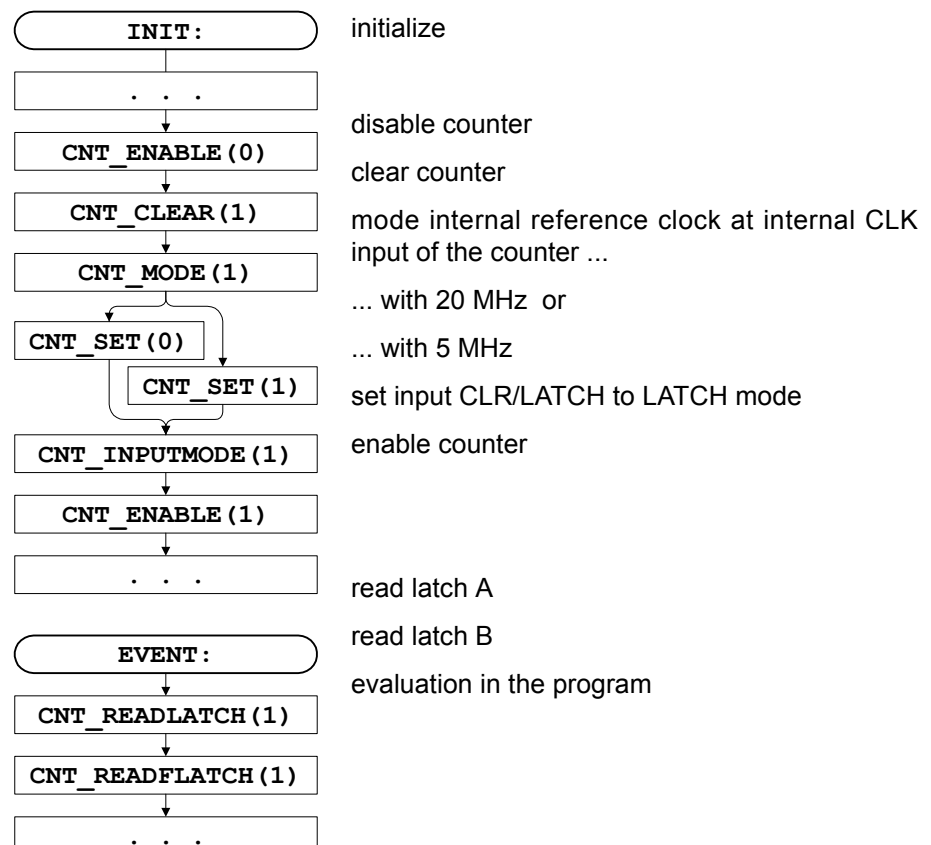 INIT:
. . .
CNT_ENABLE(0)
CNT_CLEAR(1)
CNT_MODE(1)
CNT_SET(0)
CNT_SET(1)
CNT_INPUTMODE(1)
CNT_ENABLE(1)
. . .
EVENT:
CNT_READLATCH(1)
CNT_READFLATCH(1)
. . .
initialize
disable counter
clear counter
mode internal reference clock at internal CLK
input of the counter ...
... with 20 MHz or
... with 5 MHz
set input CLR/LATCH to LATCH mode
enable counter
read latch A
read latch B
evaluation in the program